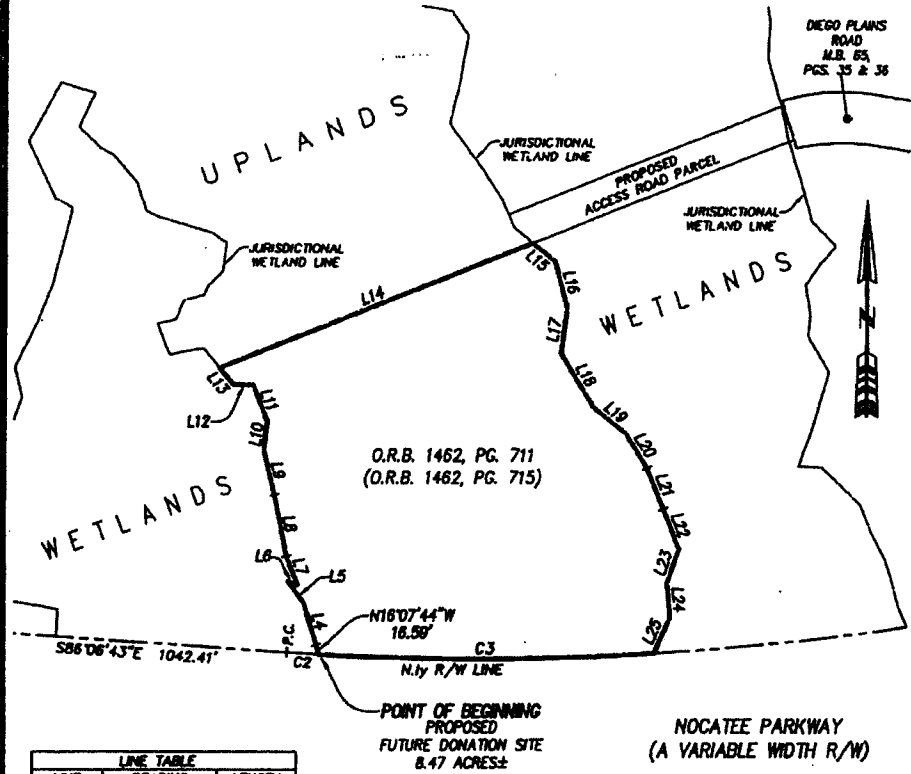 DIEGO PLAINS
ROAD
M.B. 65,
PGS. 35 & 36
UPLANDS
JURISDICTIONAL
WETLAND LINE
PROPOSED
ACCESS ROAD PARCEL
JURISDICTIONAL
WETLAND LINE
JURISDICTIONAL
WETLAND LINE
L15
L14
L16
WETLANDS
N
L17
L13
L18
L12
L11
L19
L10
O.R.B. 1462, PG. 711
(O.R.B. 1462, PG. 715)
L20
L9
L21
WETLANDS
L8
L22
L6
L7
L5
L23
L4
N16°07'44"W
16.59'
L24
L25
S86°06'43"E 1042.41'
P.C.
C2
C3
N.ly R/W LINE
POINT OF BEGINNING
PROPOSED
FUTURE DONATION SITE
8.47 ACRES±
NOCATEE PARKWAY
(A VARIABLE WIDTH R/W)
LINE TABLE